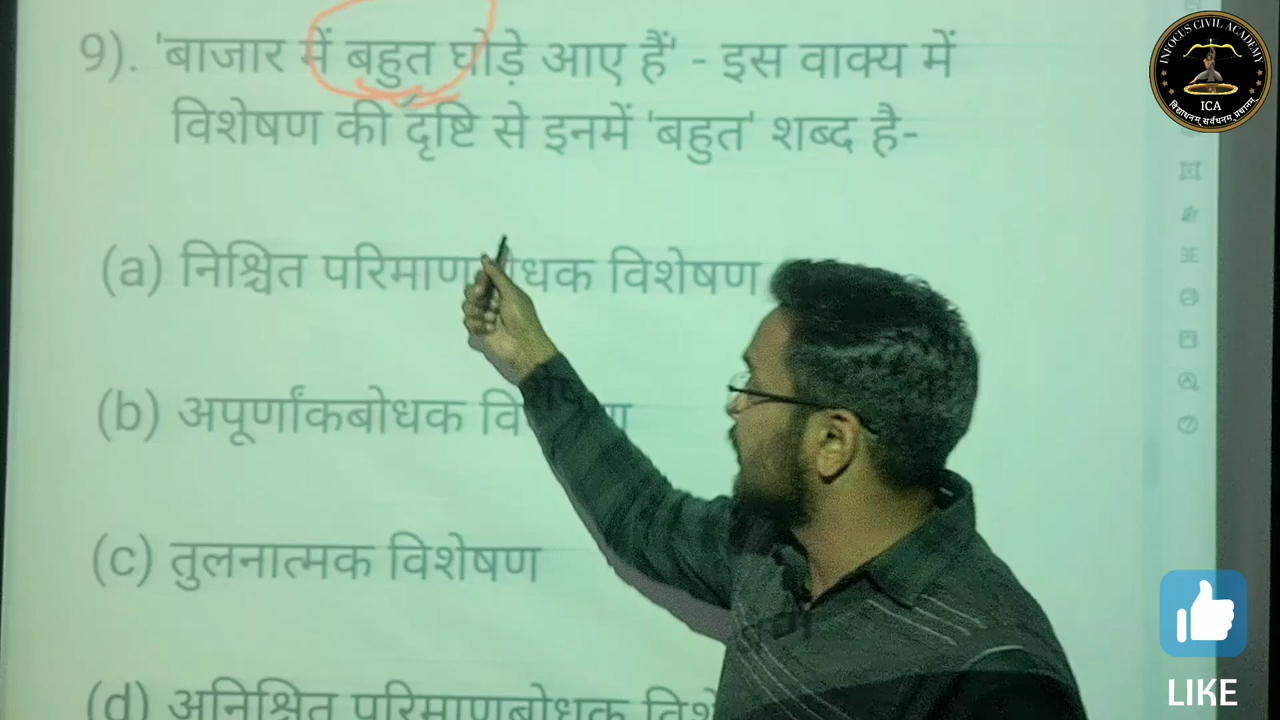 9). 'बाजार में बहुत घोड़े आए हैं' - इस वाक्य में
विशेषण की दृष्टि से इनमें 'बहुत' शब्द है-
(a) निश्चित विशेषण
(b) अपूर्णांकबोधक
(c) तुलनात्मक विशेषण
(d) अनिश्चित परिमाणबोधक
INFOCUS CIVIL ACADEMY
ICA
LIKE